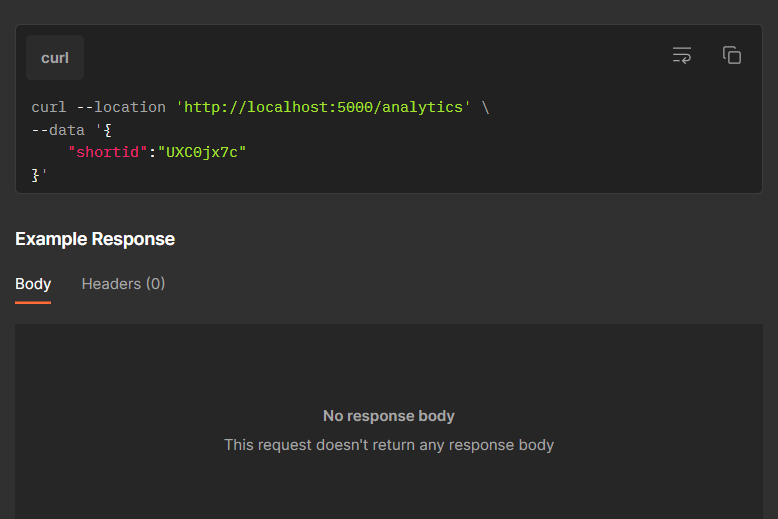 curl
curl --location 'http://localhost:5000/analytics' \
--data '{
    "shortid":"UXC0jx7c"
}'
Example Response
Body Headers (0)
No response body
This request doesn't return any response body